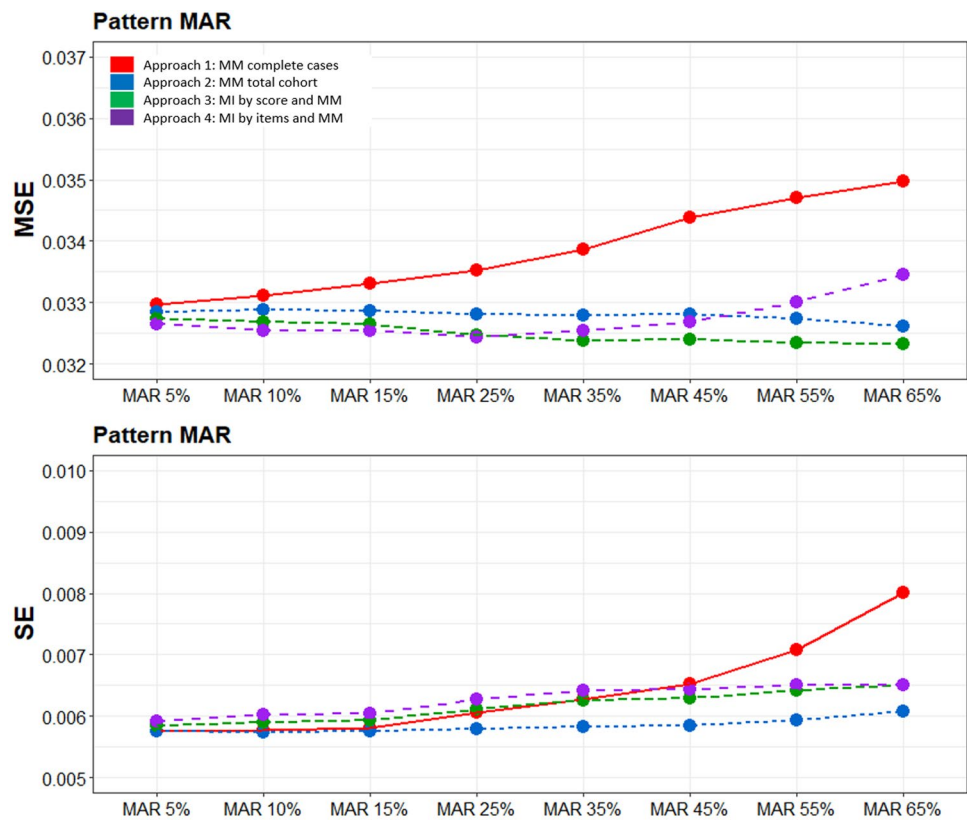 Pattern MAR
0.037
0.036
0.035
0.034
0.033
0.032
MSE
Approach 1: MM complete cases
Approach 2: MM total cohort
Approach 3: MI by score and MM
Approach 4: MI by items and MM
MAR 5% MAR 10% MAR 15% MAR 25% MAR 35% MAR 45% MAR 55% MAR 65%
Pattern MAR
0.010
0.009
0.008
0.007
0.006
0.005
SE
MAR 5% MAR 10% MAR 15% MAR 25% MAR 35% MAR 45% MAR 55% MAR 65%